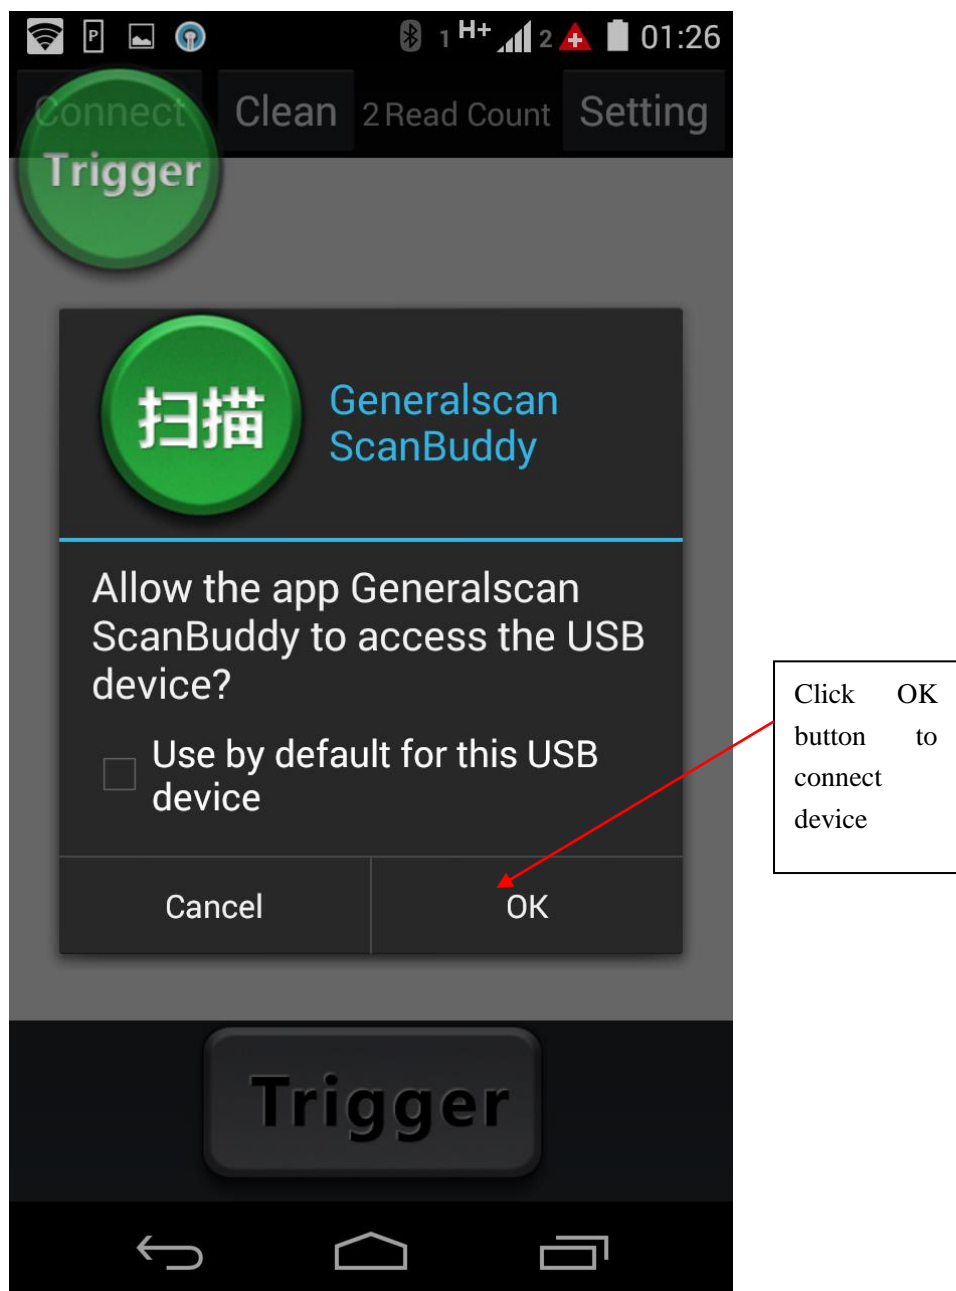 P 1 H+ 2 01:26
Connect Clean 2 Read Count Setting
Trigger
扫描
Generalscan
ScanBuddy
Allow the app Generalscan
ScanBuddy to access the USB
device?
Use by default for this USB
device
Cancel OK
Trigger
Click OK
button to
connect
device